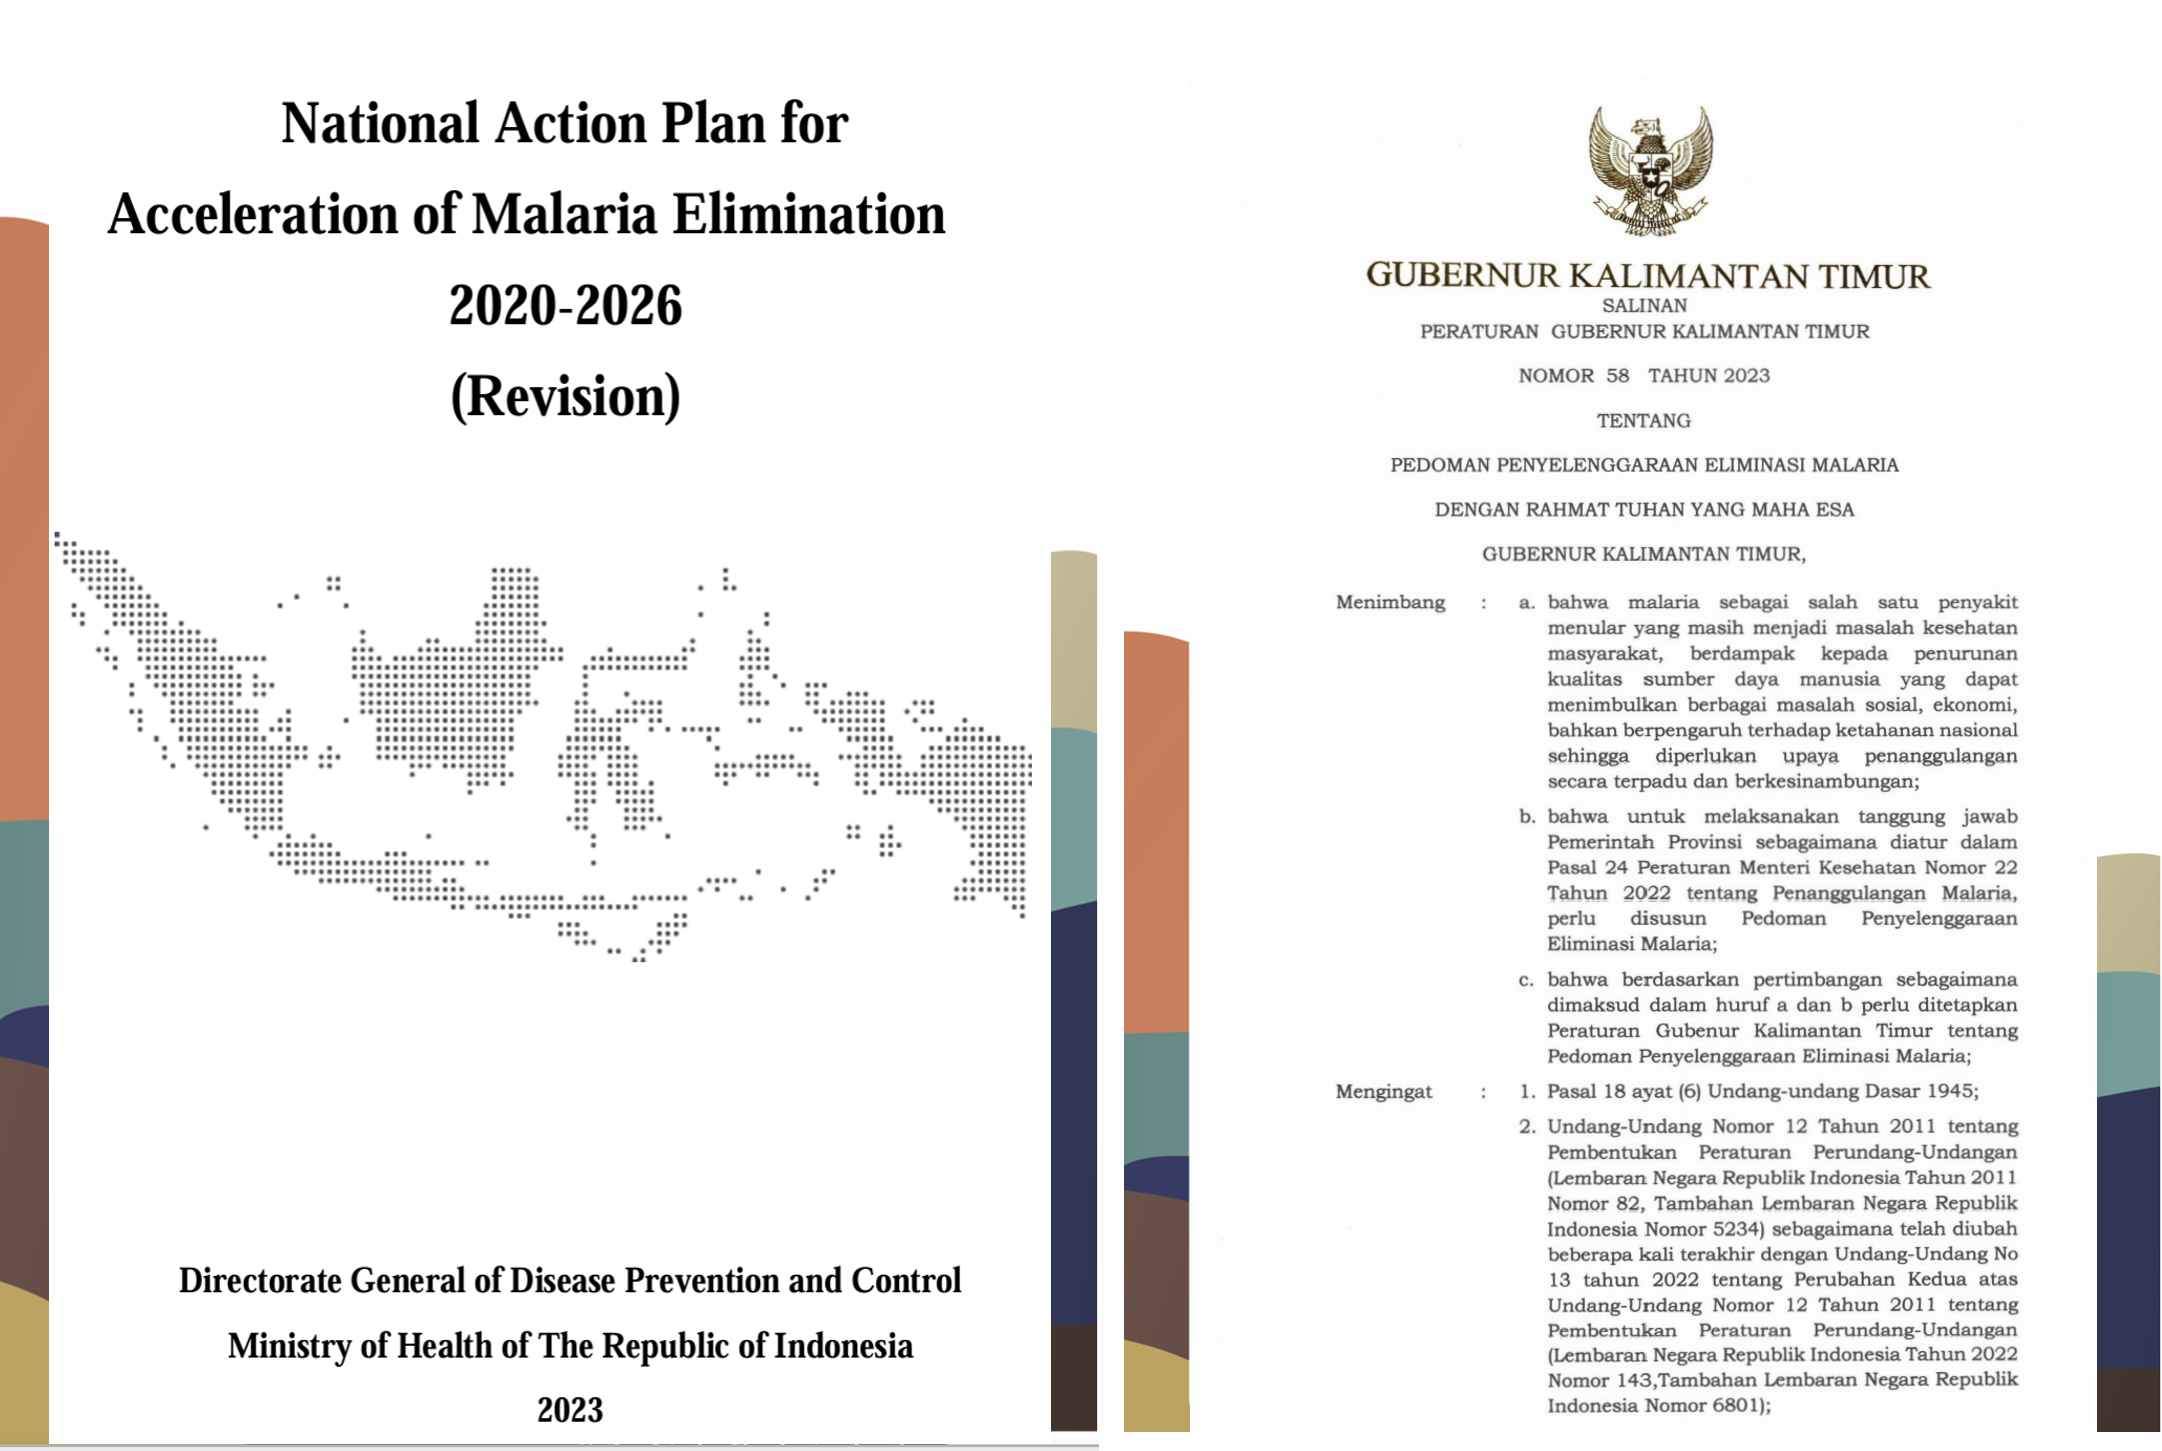 National Action Plan for
Acceleration of Malaria Elimination
2020-2026
(Revision)
Directorate General of Disease Prevention and Control
Ministry of Health of The Republic of Indonesia
2023
GUBERNUR KALIMANTAN TIMUR
SALINAN
PERATURAN GUBERNUR KALIMANTAN TIMUR
NOMOR 58 TAHUN 2023
TENTANG
PEDOMAN PENYELENGGARAAN ELIMINASI MALARIA
DENGAN RAHMAT TUHAN YANG MAHA ESA
GUBERNUR KALIMANTAN TIMUR,
Menimbang : a. bahwa malaria sebagai salah satu penyakit
menular yang masih menjadi masalah kesehatan
masyarakat, berdampak kepada penurunan
kualitas sumber daya manusia yang dapat
menimbulkan berbagai masalah sosial, ekonomi,
bahkan berpengaruh terhadap ketahanan nasional
sehingga diperlukan upaya penanggulangan
secara terpadu dan berkesinambungan;
b. bahwa untuk melaksanakan tanggung jawab
Pemerintah Provinsi sebagaimana diatur dalam
Pasal 24 Peraturan Menteri Kesehatan Nomor 22
Tahun 2022 tentang Penanggulangan Malaria,
perlu disusun Pedoman Penyelenggaraan
Eliminasi Malaria;
c. bahwa berdasarkan pertimbangan sebagaimana
dimaksud dalam huruf a dan b perlu ditetapkan
Peraturan Gubenur Kalimantan Timur tentang
Pedoman Penyelenggaraan Eliminasi Malaria;
Mengingat : 1. Pasal 18 ayat (6) Undang-undang Dasar 1945;
2. Undang-Undang Nomor 12 Tahun 2011 tentang
Pembentukan Peraturan Perundang-Undangan
(Lembaran Negara Republik Indonesia Tahun 2011
Nomor 82, Tambahan Lembaran Negara Republik
Indonesia Nomor 5234) sebagaimana telah diubah
beberapa kali terakhir dengan Undang-Undang No
13 tahun 2022 tentang Perubahan Kedua atas
Undang-Undang Nomor 12 Tahun 2011 tentang
Pembentukan Peraturan Perundang-Undangan
(Lembaran Negara Republik Indonesia Tahun 2022
Nomor 143,Tambahan Lembaran Negara Republik
Indonesia Nomor 6801);